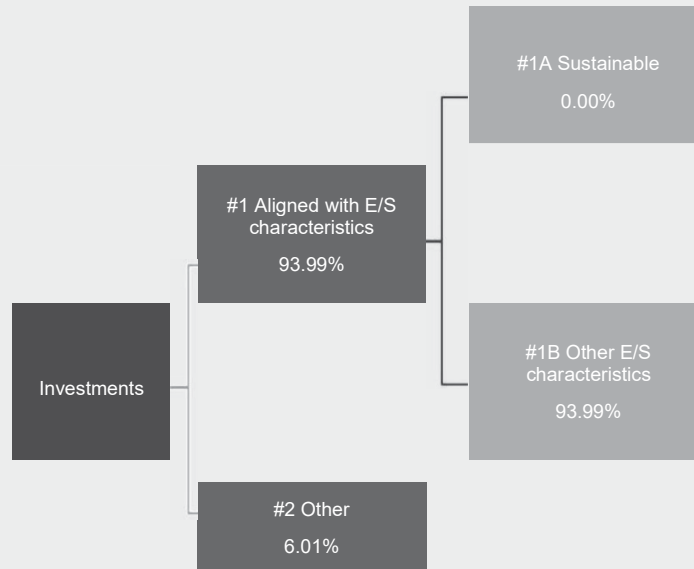 #1A Sustainable
0.00%
#1 Aligned with E/S
characteristics
93.99%
#1B Other E/S
characteristics
93.99%
Investments
#2 Other
6.01%